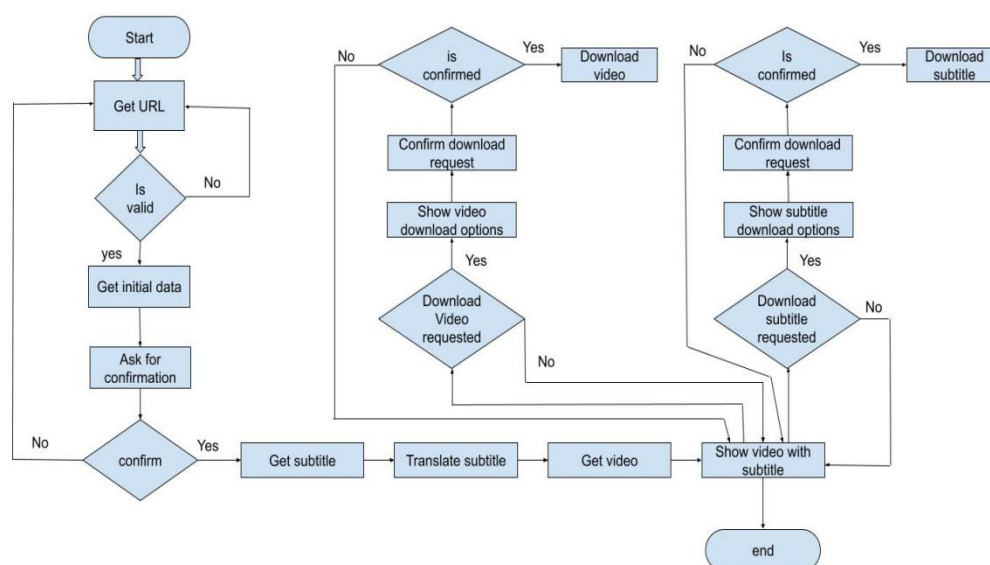 Start
Get URL
Is
valid
No
yes
Get initial data
Ask for
confirmation
No
confirm
Yes
Get subtitle
Translate subtitle
Get video
Show video with
subtitle
end
No
is
confirmed
Yes
Download
video
Confirm download
request
Show video
download options
Yes
Download
Video
requested
No
No
Is
confirmed
Yes
Download
subtitle
Confirm download
request
Show subtitle
download options
Yes
Download
subtitle
requested
No